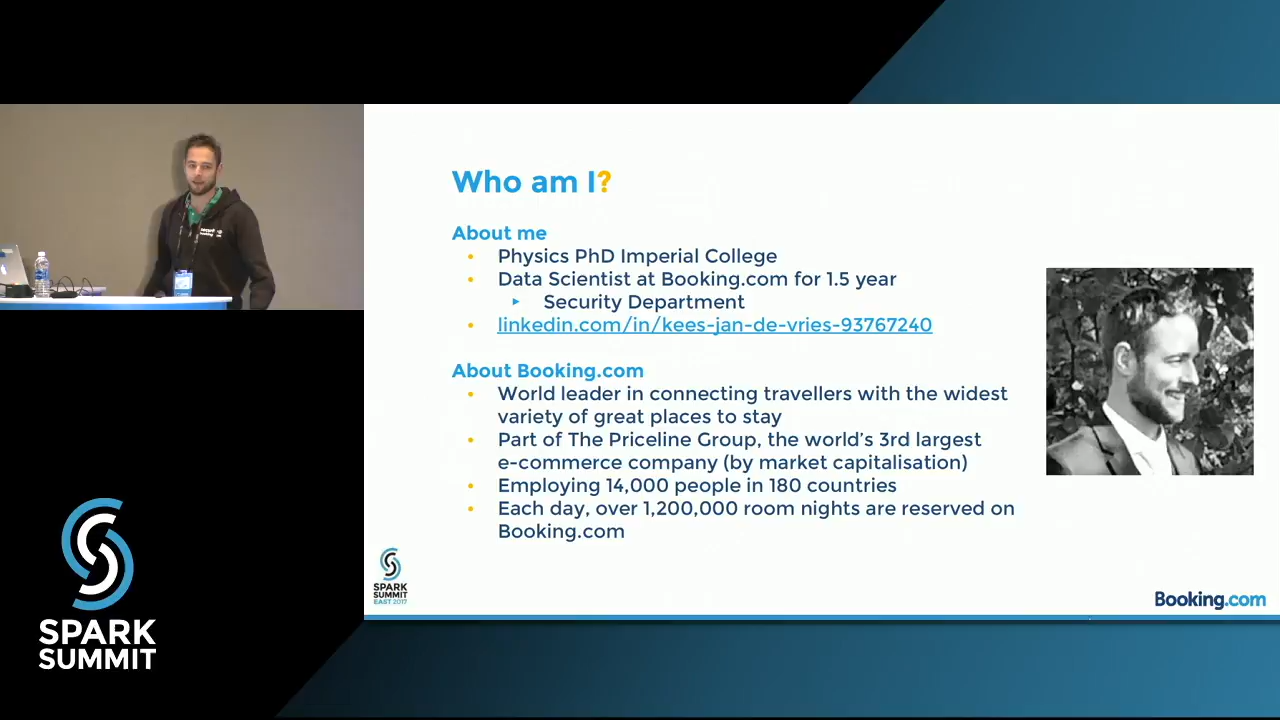 Who am I?
About me
• Physics PhD Imperial College
• Data Scientist at Booking.com for 1.5 year
‣ Security Department
• linkedin.com/in/kees-jan-de-vries-93767240
About Booking.com
• World leader in connecting travellers with the widest
variety of great places to stay
• Part of The Priceline Group, the world's 3rd largest
e-commerce company (by market capitalisation)
• Employing 14,000 people in 180 countries
• Each day, over 1,200,000 room nights are reserved on
Booking.com
SPARK
SUMMIT
EAST 2017
Booking.com
SPARK
SUMMIT